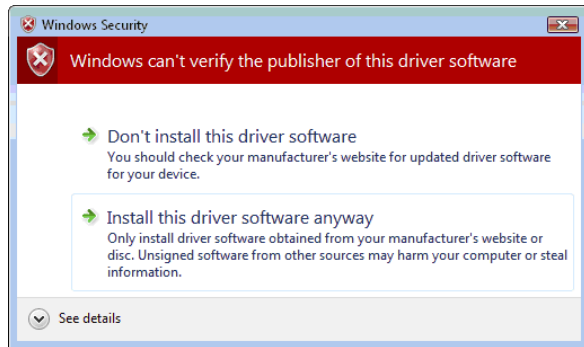 Windows Security
Windows can't verify the publisher of this driver software
Don't install this driver software
You should check your manufacturer's website for updated driver software
for your device.
Install this driver software anyway
Only install driver software obtained from your manufacturer's website or
disc. Unsigned software from other sources may harm your computer or steal
information.
See details